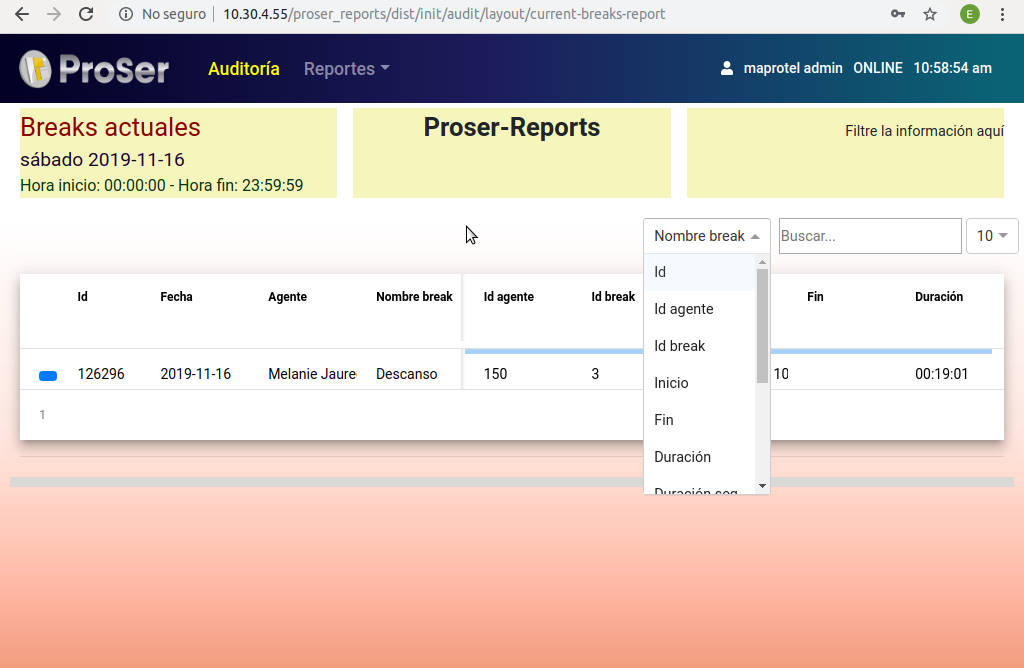 No seguro 10.30.4.55/proser_reports/dist/init/audit/layout/current-breaks-report E
ProSer Auditoría Reportes maprotel admin ONLINE 10:58:54 am
Breaks actuales
sábado 2019-11-16
Hora inicio: 00:00:00 - Hora fin: 23:59:59
Proser-Reports
Filtre la información aquí
Nombre break Buscar... 10
Id
Id agente
Id break
Inicio
Fin
Duración
Id Fecha Agente Nombre break Id agente Id break Fin Duración
126296 2019-11-16 Melanie Jaure Descanso 150 3 10 00:19:01
1